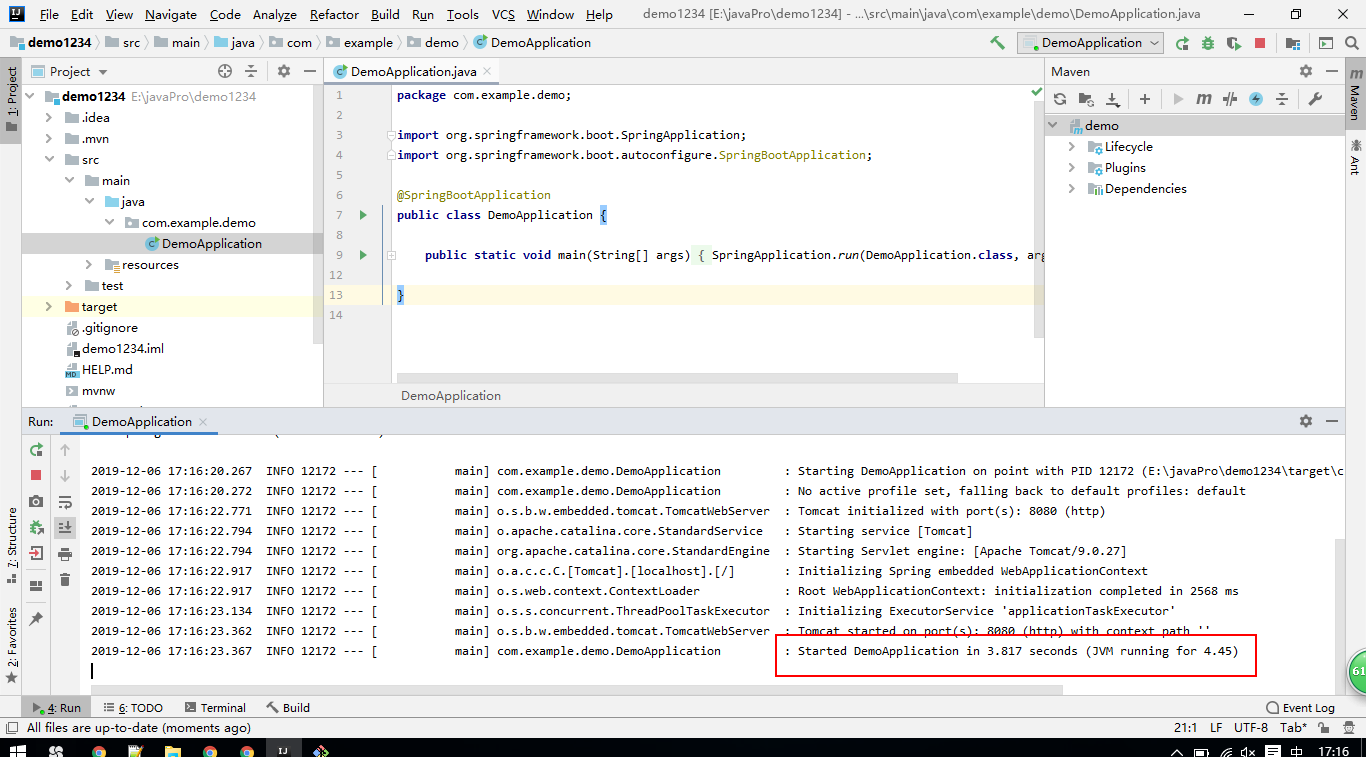 File Edit View Navigate Code Analyze Refactor Build Run Tools VCS Window Help demo1234 [E:\javaPro\demo1234] - ...\src\main\java\com\example\demo\DemoApplication.java
demo1234 src main java com example demo DemoApplication DemoApplication
Project
DemoApplication.java
Maven
1: Project
demo1234 E:\javaPro\demo1234
.idea
.mvn
src
main
java
com.example.demo
DemoApplication
resources
test
target
.gitignore
demo1234.iml
HELP.md
mvnw
1 package com.example.demo;
2
3 import org.springframework.boot.SpringApplication;
4 import org.springframework.boot.autoconfigure.SpringBootApplication;
5
6 @SpringBootApplication
7 public class DemoApplication {
8
9 public static void main(String[] args) { SpringApplication.run(DemoApplication.class, arg
12
13 }
14
DemoApplication
demo
Lifecycle
Plugins
Dependencies
Maven
Ant
Run: DemoApplication
2019-12-06 17:16:20.267 INFO 12172 --- [ main] com.example.demo.DemoApplication : Starting DemoApplication on point with PID 12172 (E:\javaPro\demo1234\target\c
2019-12-06 17:16:20.272 INFO 12172 --- [ main] com.example.demo.DemoApplication : No active profile set, falling back to default profiles: default
2019-12-06 17:16:22.771 INFO 12172 --- [ main] o.s.b.w.embedded.tomcat.TomcatWebServer : Tomcat initialized with port(s): 8080 (http)
2019-12-06 17:16:22.794 INFO 12172 --- [ main] o.apache.catalina.core.StandardService : Starting service [Tomcat]
2019-12-06 17:16:22.794 INFO 12172 --- [ main] org.apache.catalina.core.StandardEngine : Starting Servlet engine: [Apache Tomcat/9.0.27]
2019-12-06 17:16:22.917 INFO 12172 --- [ main] o.a.c.c.C.[Tomcat].[localhost].[/] : Initializing Spring embedded WebApplicationContext
2019-12-06 17:16:22.917 INFO 12172 --- [ main] o.s.web.context.ContextLoader : Root WebApplicationContext: initialization completed in 2568 ms
2019-12-06 17:16:23.134 INFO 12172 --- [ main] o.s.s.concurrent.ThreadPoolTaskExecutor : Initializing ExecutorService 'applicationTaskExecutor'
2019-12-06 17:16:23.362 INFO 12172 --- [ main] o.s.b.w.embedded.tomcat.TomcatWebServer : Tomcat started on port(s): 8080 (http) with context path ''
2019-12-06 17:16:23.367 INFO 12172 --- [ main] com.example.demo.DemoApplication : Started DemoApplication in 3.817 seconds (JVM running for 4.45)
7: Structure
2: Favorites
61
4: Run 6: TODO Terminal Build Event Log
All files are up-to-date (moments ago) 21:1 LF UTF-8 Tab*
中 17:16